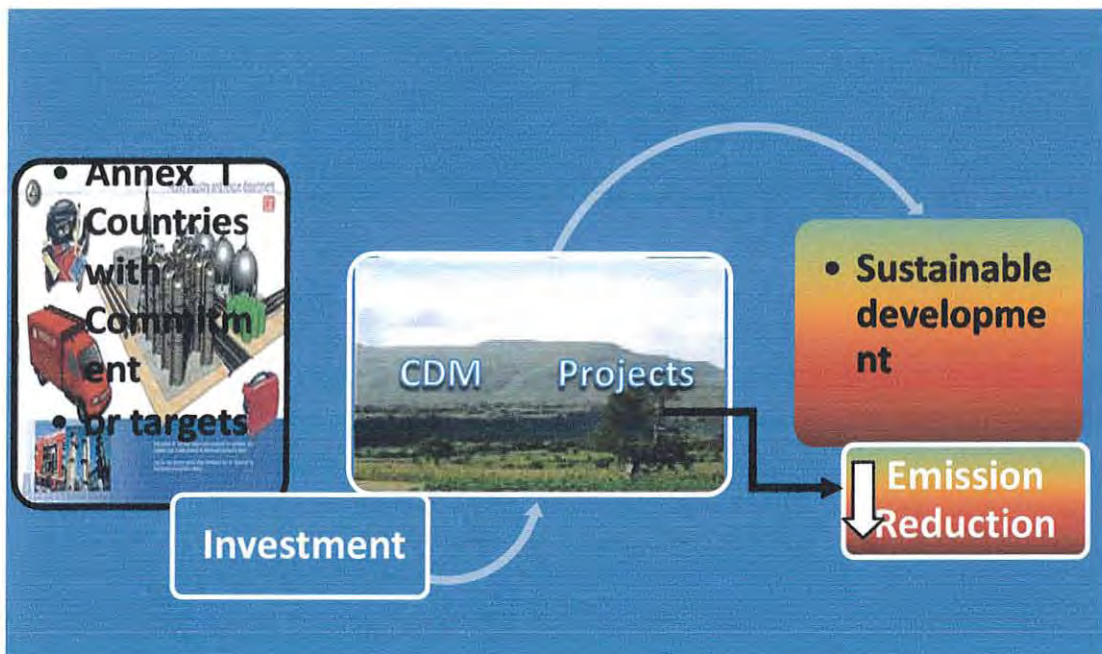 • Annex I
Countries
with
Commitm
ent
• or targets
Investment
CDM Projects
• Sustainable
developme
nt
Emission
Reduction